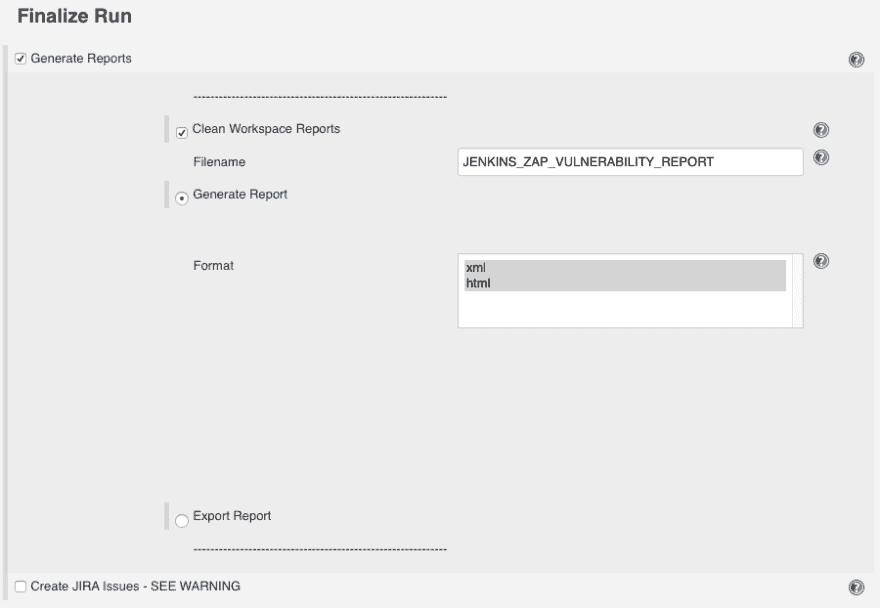 Finalize Run
Generate Reports
------------------------------------------------------------
Clean Workspace Reports
Filename
JENKINS_ZAP_VULNERABILITY_REPORT
Generate Report
Format
xml
html
Export Report
------------------------------------------------------------
Create JIRA Issues - SEE WARNING